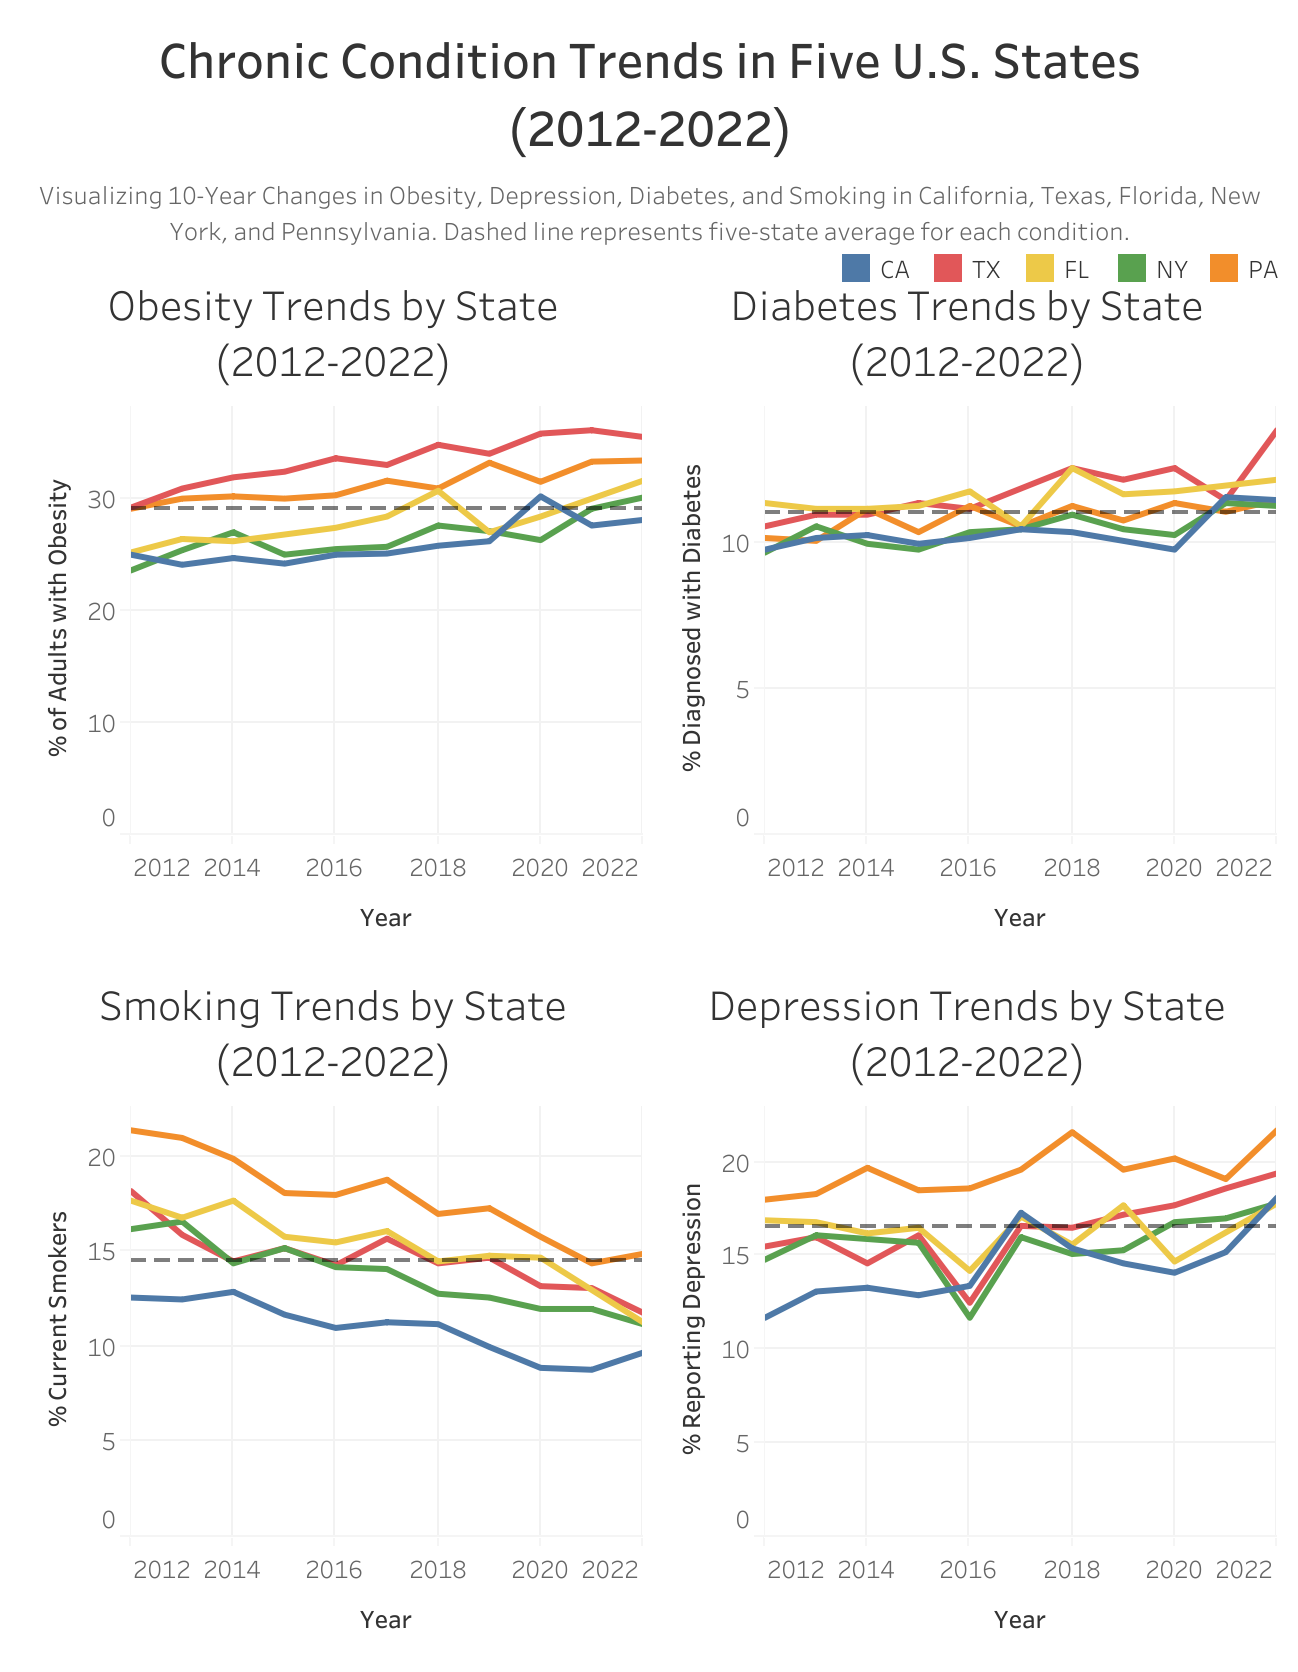 Chronic Condition Trends in Five U.S. States
(2012-2022)
Visualizing 10-Year Changes in Obesity, Depression, Diabetes, and Smoking in California, Texas, Florida, New
York, and Pennsylvania. Dashed line represents five-state average for each condition.
CA TX FL NY PA
Obesity Trends by State
(2012-2022)
% of Adults with Obesity
30
20
10
0
2012 2014 2016 2018 2020 2022
Year
Diabetes Trends by State
(2012-2022)
% Diagnosed with Diabetes
10
5
0
2012 2014 2016 2018 2020 2022
Year
Smoking Trends by State
(2012-2022)
% Current Smokers
20
15
10
5
0
2012 2014 2016 2018 2020 2022
Year
Depression Trends by State
(2012-2022)
% Reporting Depression
20
15
10
5
0
2012 2014 2016 2018 2020 2022
Year